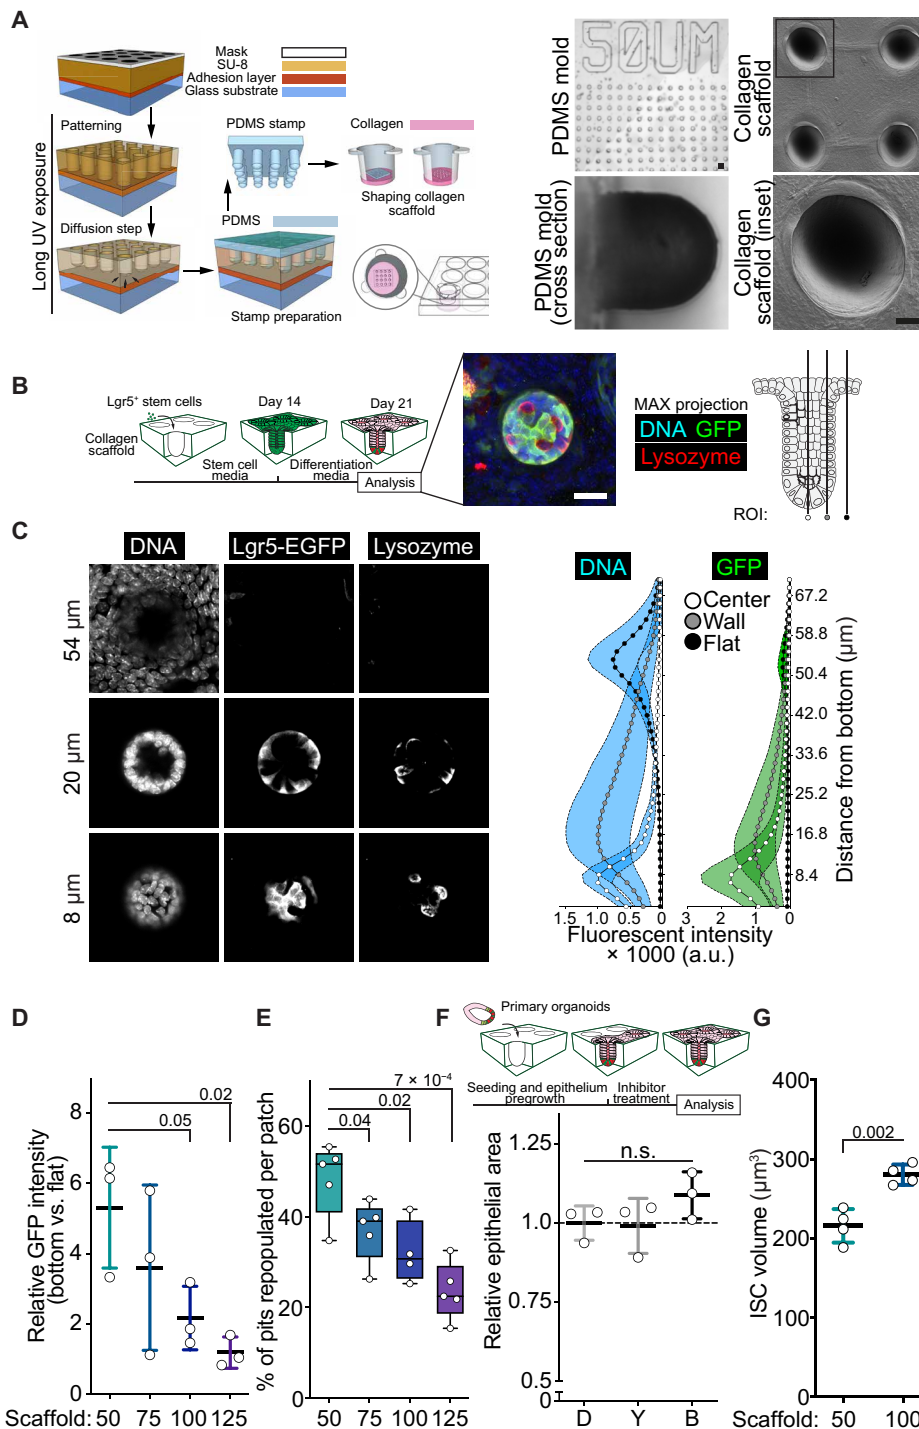 A
Mask
SU-8
Adhesion layer
Glass substrate
Long UV exposure
Patterning
Diffusion step
PDMS stamp
PDMS
Stamp preparation
Collagen
Shaping collagen
scaffold
PDMS mold
50UM
Collagen
scaffold
PDMS mold
(cross section)
Collagen
scaffold (inset)
B
Lgr5+ stem cells
Day 14
Day 21
Collagen
scaffold
Stem cell
media
Differentiation
media
Analysis
MAX projection
DNA GFP
Lysozyme
ROI:
C
DNA
Lgr5-EGFP
Lysozyme
54 µm
20 µm
8 µm
DNA
GFP
Center
Wall
Flat
67.2
58.8
50.4
42.0
33.6
25.2
16.8
8.4
Distance from bottom (µm)
1.5 1.0 0.5 0
3 2 1 0
Fluorescent intensity
× 1000 (a.u.)
D
Relative GFP intensity
(bottom vs. flat)
8
6
4
2
0
0.02
0.05
Scaffold: 50 75 100 125
E
% of pits repopulated per patch
60
40
20
0
7 × 10⁻⁴
0.02
0.04
50 75 100 125
F
Primary organoids
Seeding and epithelium
pregrowth
Inhibitor
treatment
Analysis
Relative epithelial area
1.25
1.0
0.75
0.5
0
n.s.
D Y B
G
ISC volume (µm³)
400
300
200
100
0
0.002
Scaffold: 50 100